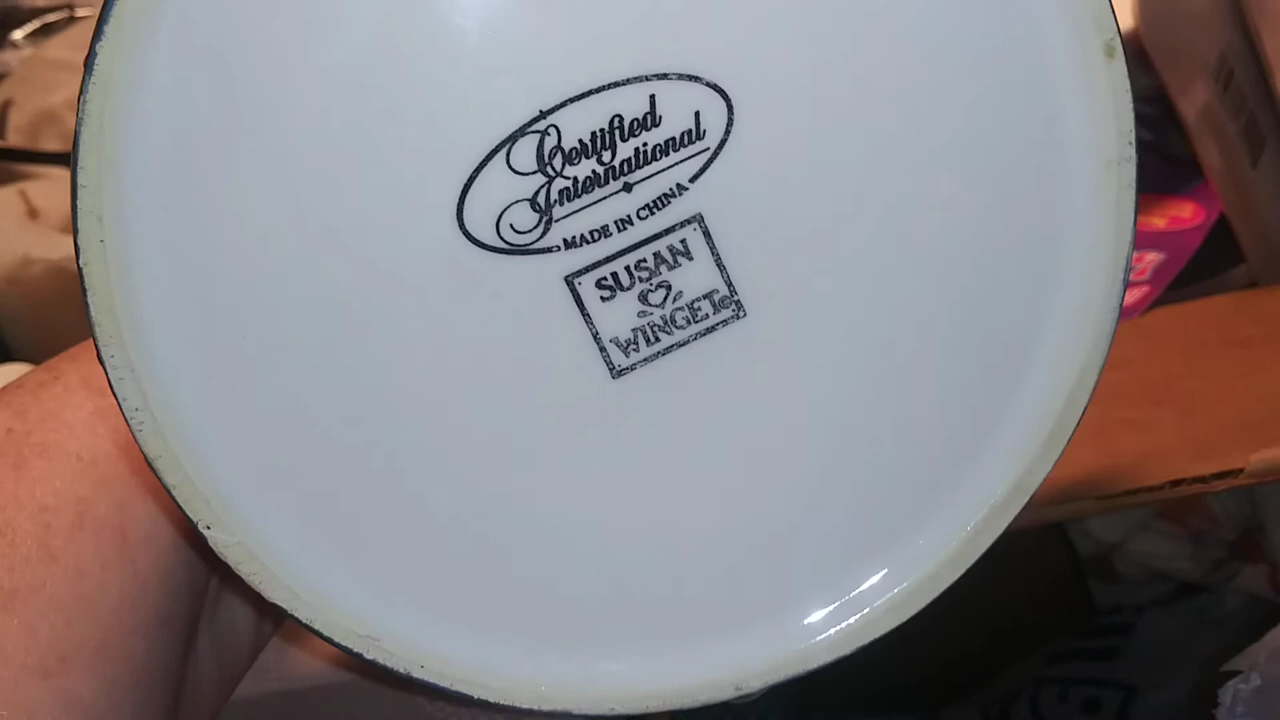 Certified
International
MADE IN CHINA
SUSAN
WINGET©